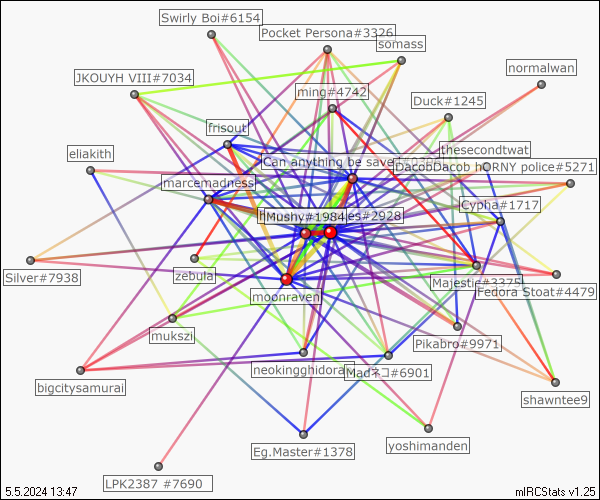 Swirly Boi#6154
Pocket Persona#3326
somass
JKOUYH VIII#7034
normalwan
ming#4742
Duck#1245
frisout
thesecondtwat
eliakith
Can anything be saved
DacobDacob hORNY police#5271
marcemadness
Cypha#1717
Mushy#1984
es#2928
Silver#7938
zebula
Majestic#3375
Fedora Stoat#4479
moonraven
mukszi
Pikabro#9971
neokingghidorah
Madネコ#6901
bigcitysamurai
shawntee9
Eg.Master#1378
yoshimanden
LPK2387 #7690
5.5.2024 13:47
mIRCStats v1.25